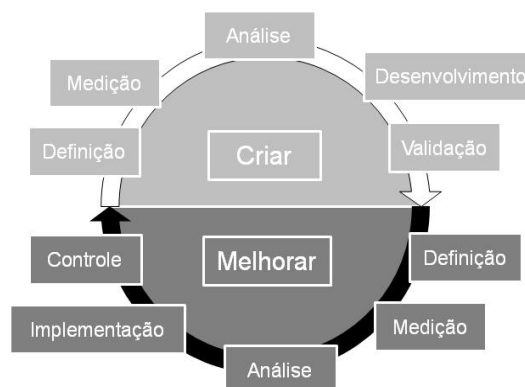 Análise
Medição
Desenvolvimento
Definição
Criar
Validação
Controle
Melhorar
Definição
Implementação
Medição
Análise